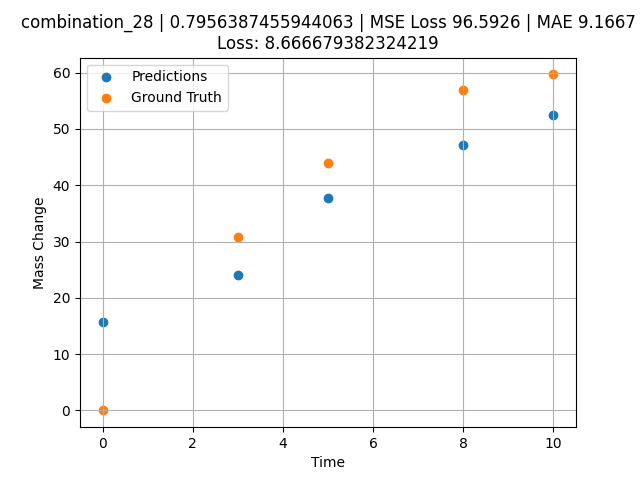 combination_28 | 0.7956387455944063 | MSE Loss 96.5926 | MAE 9.1667
Loss: 8.666679382324219
Predictions
Ground Truth
60
50
40
30
20
10
0
Mass Change
0 2 4 6 8 10
Time